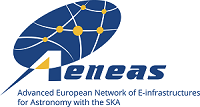 Aeneas
Advanced European Network of E-infrastructures
for Astronomy with the SKA